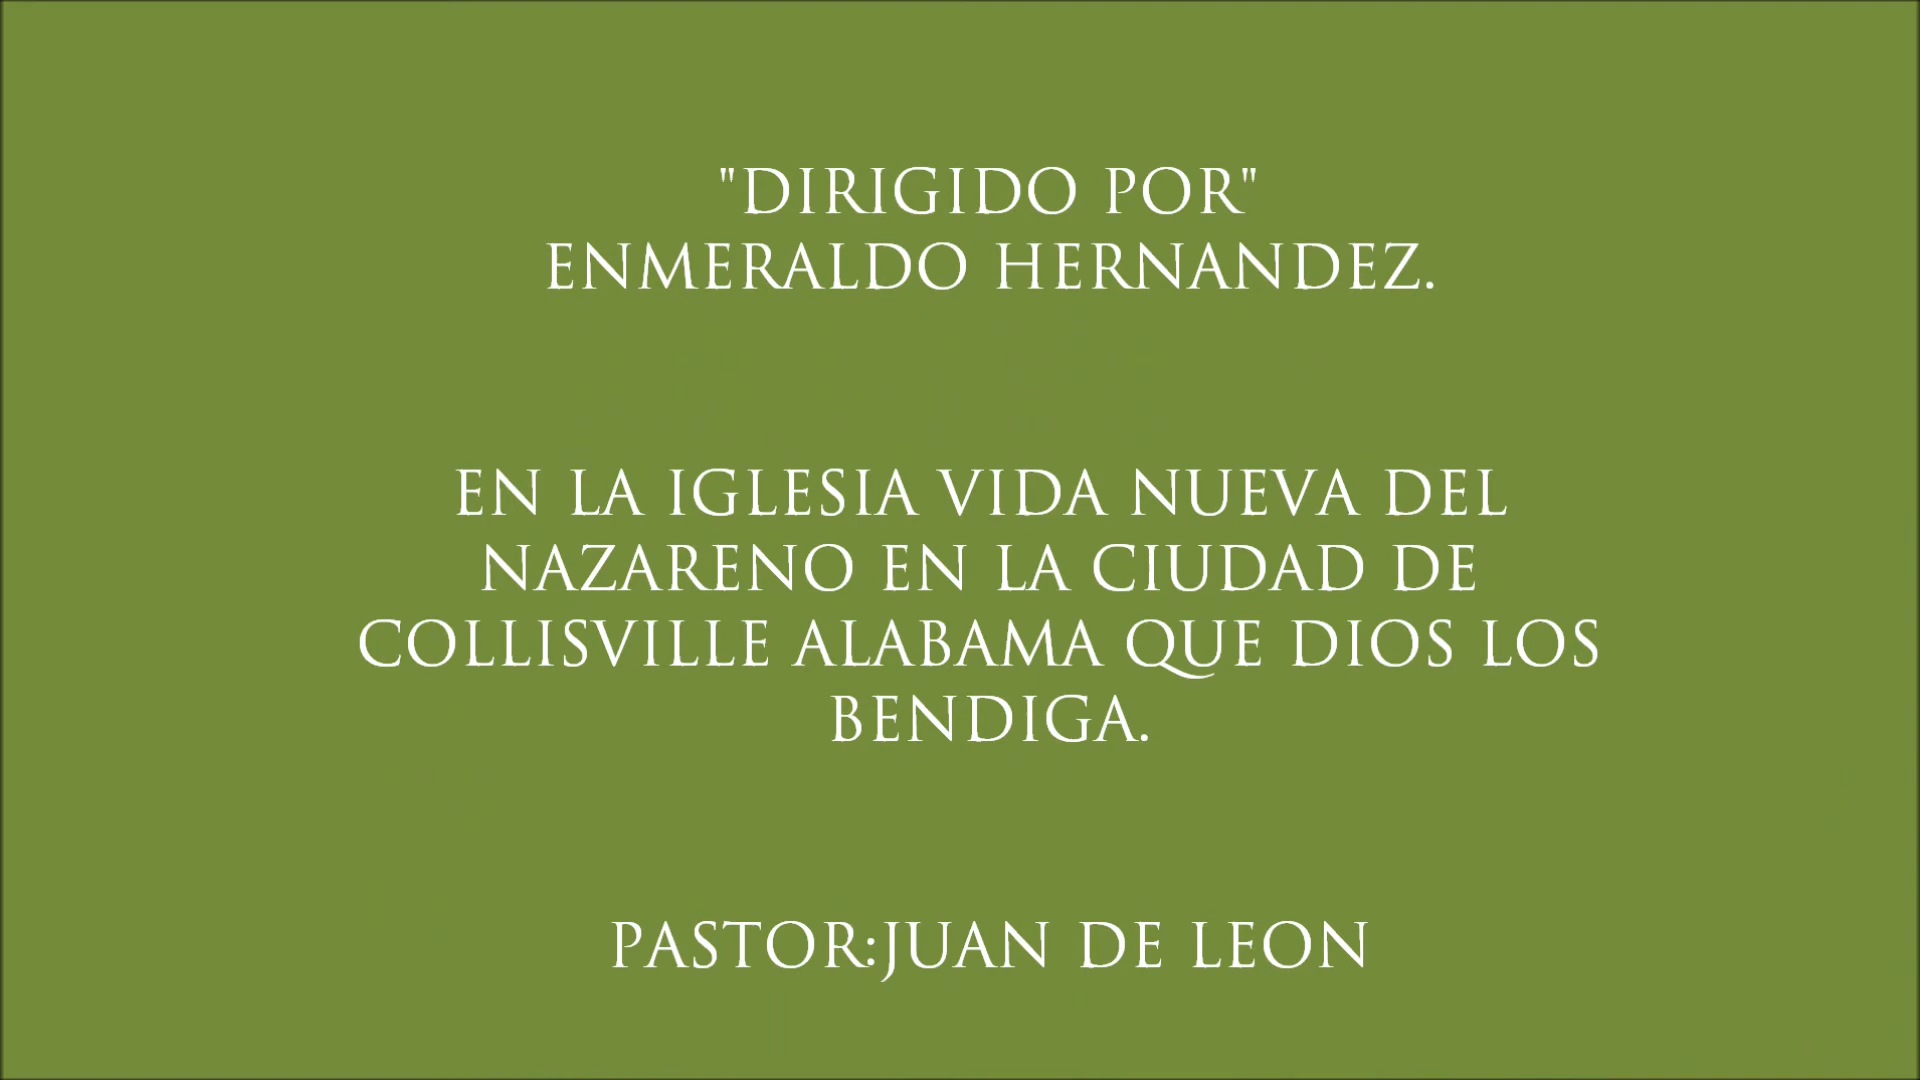 "DIRIGIDO POR"
ENMERALDO HERNANDEZ.
EN LA IGLESIA VIDA NUEVA DEL
NAZARENO EN LA CIUDAD DE
COLLISVILLE ALABAMA QUE DIOS LOS
BENDIGA.
PASTOR:JUAN DE LEON